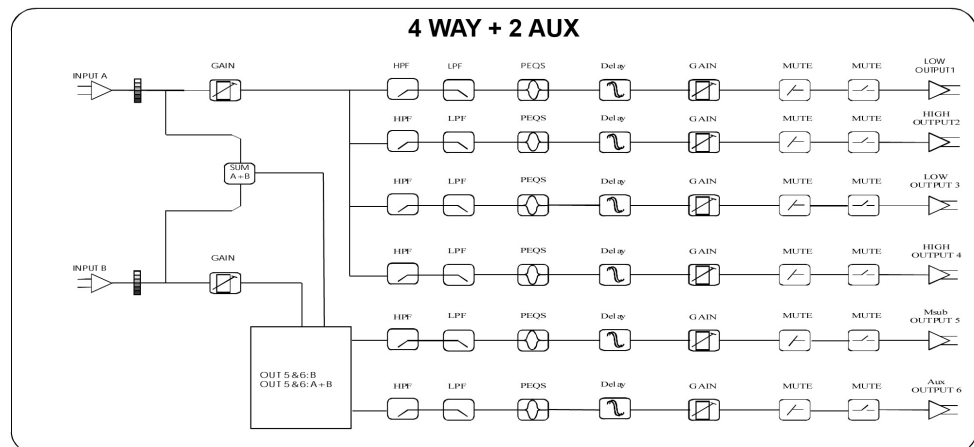 4 WAY + 2 AUX
INPUT A
GAIN
HPF LPF PEQS Delay GAIN MUTE MUTE LOW
OUTPUT1
HPF LPF PEQS Delay GAIN MUTE MUTE HIGH
OUTPUT2
SUM
A+B
HPF LPF PEQS Delay GAIN MUTE MUTE LOW
OUTPUT 3
INPUT B
GAIN
HPF LPF PEQS Delay GAIN MUTE MUTE HIGH
OUTPUT 4
HPF LPF PEQS Delay GAIN MUTE MUTE Msub
OUTPUT 5
OUT 5&6:B
OUT 5&6:A+B
HPF LPF PEQS Delay GAIN MUTE MUTE Aux
OUTPUT 6